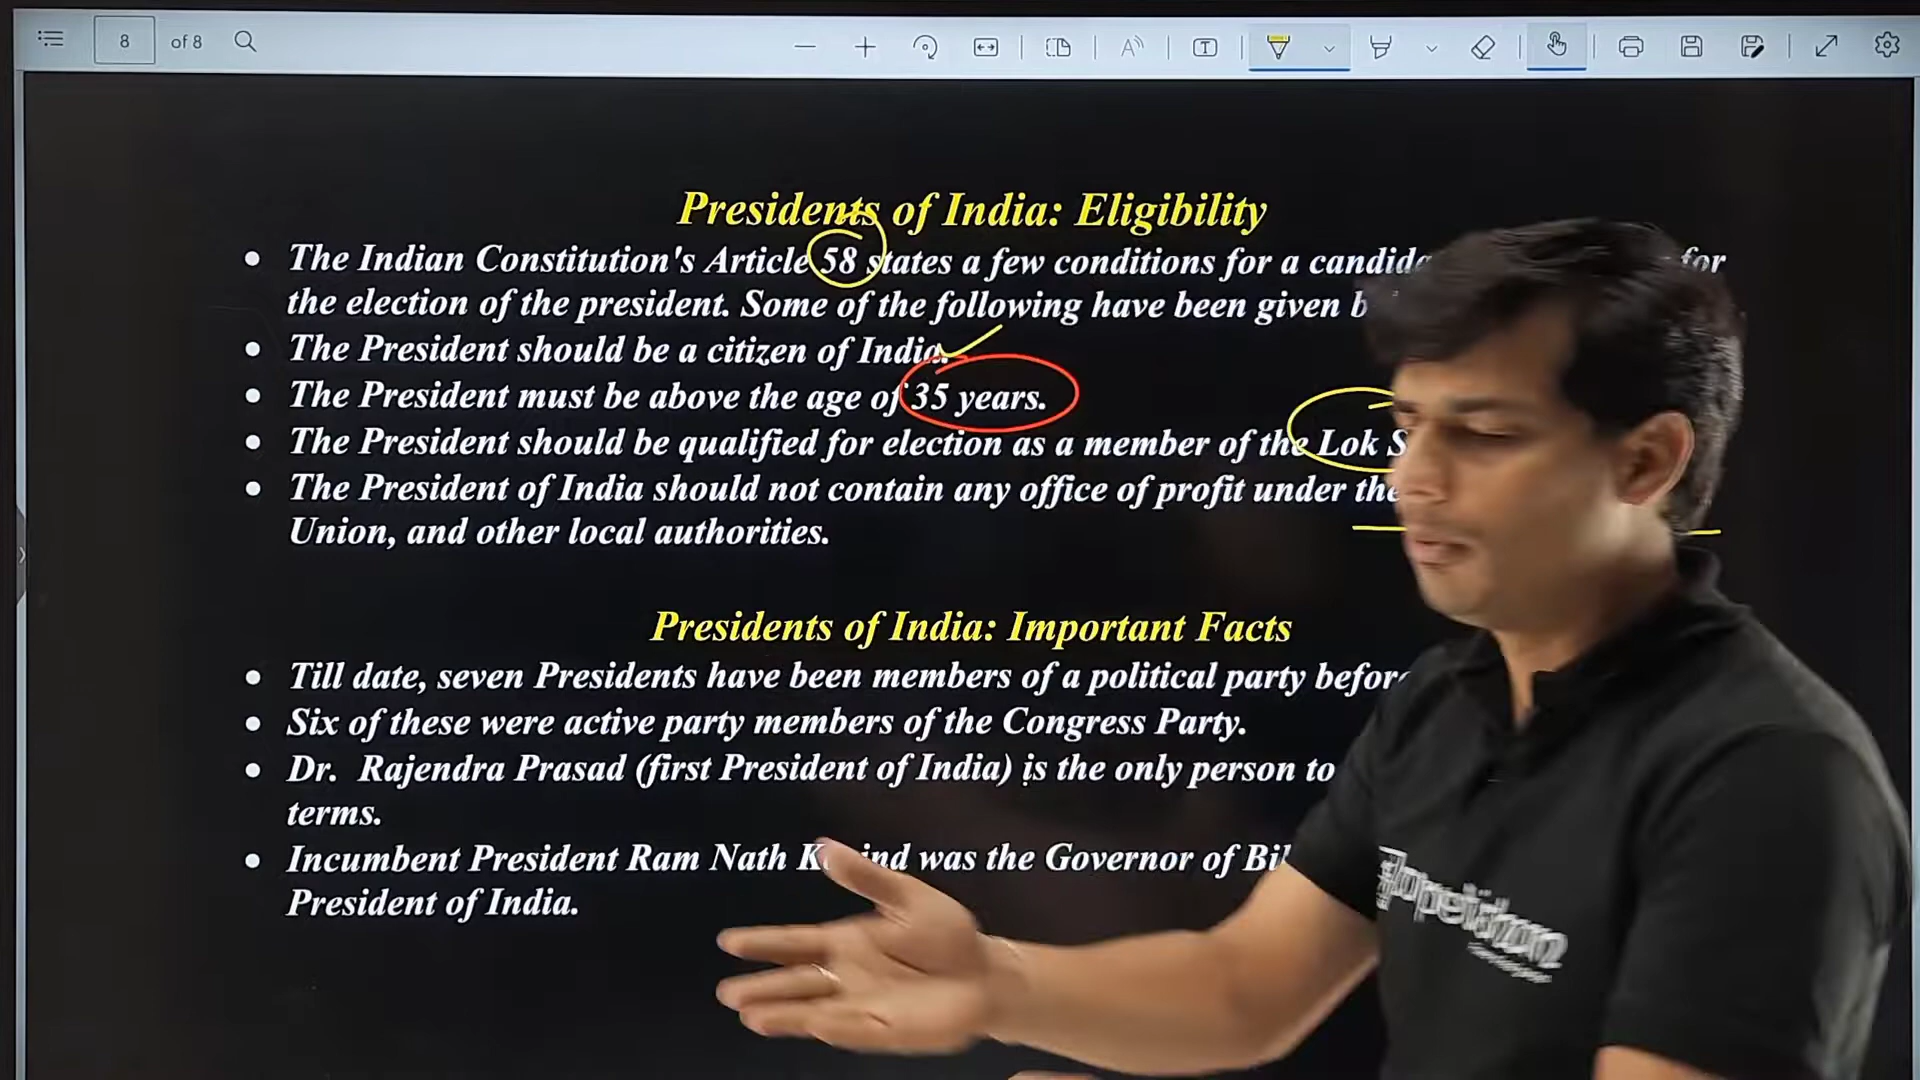 8 of 8
Presidents of India: Eligibility
• The Indian Constitution's Article 58 states a few conditions for a for
the election of the president. Some of the following have been given
• The President should be a citizen of India.
• The President must be above the age of 35 years.
• The President should be qualified for election as a member of the Lok
• The President of India should not contain any office of profit under the
Union, and other local authorities.
Presidents of India: Important Facts
• Till date, seven Presidents have been members of a political party
• Six of these were active party members of the Congress Party.
• Dr. Rajendra Prasad (first President of India) is the only person to
terms.
• Incumbent President Ram Nath was the Governor of
President of India.